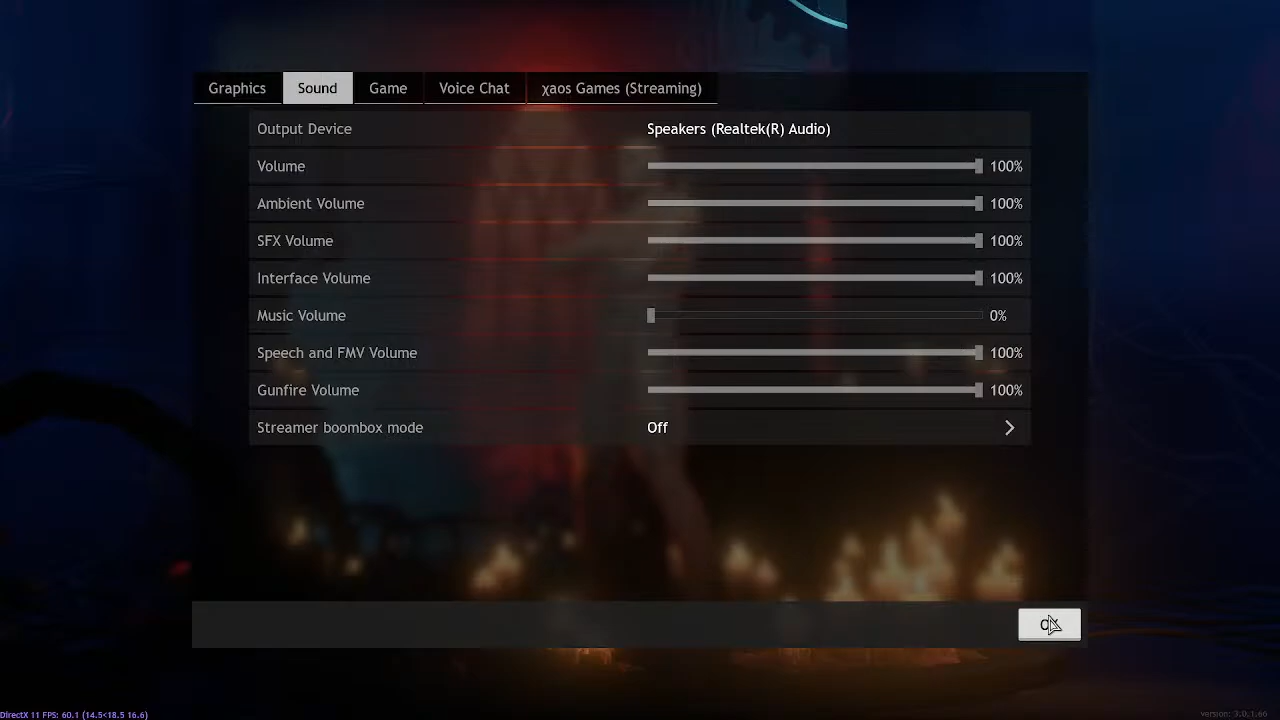 Graphics Sound Game Voice Chat χaos Games (Streaming)
Output Device Speakers (Realtek(R) Audio)
Volume 100%
Ambient Volume 100%
SFX Volume 100%
Interface Volume 100%
Music Volume 0%
Speech and FMV Volume 100%
Gunfire Volume 100%
Streamer boombox mode Off
DirectX 11 FPS: 60.1 (14.5<18.5 16.6)